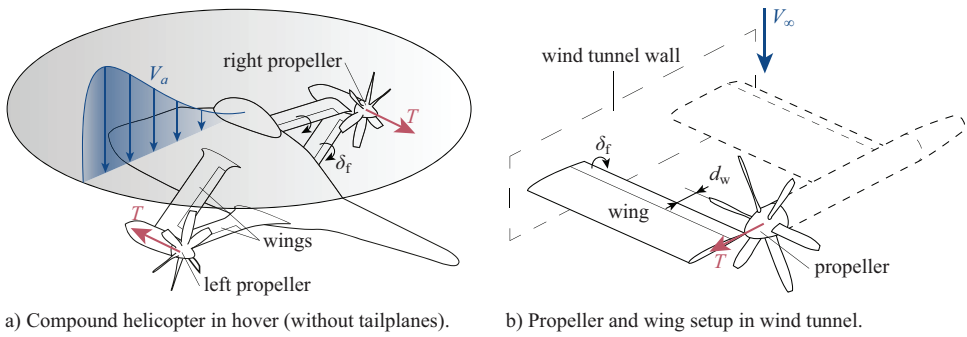 V_a
right propeller
T
δ_f
T
wings
left propeller
a) Compound helicopter in hover (without tailplanes).
V_∞
wind tunnel wall
δ_f
d_w
wing
T
propeller
b) Propeller and wing setup in wind tunnel.